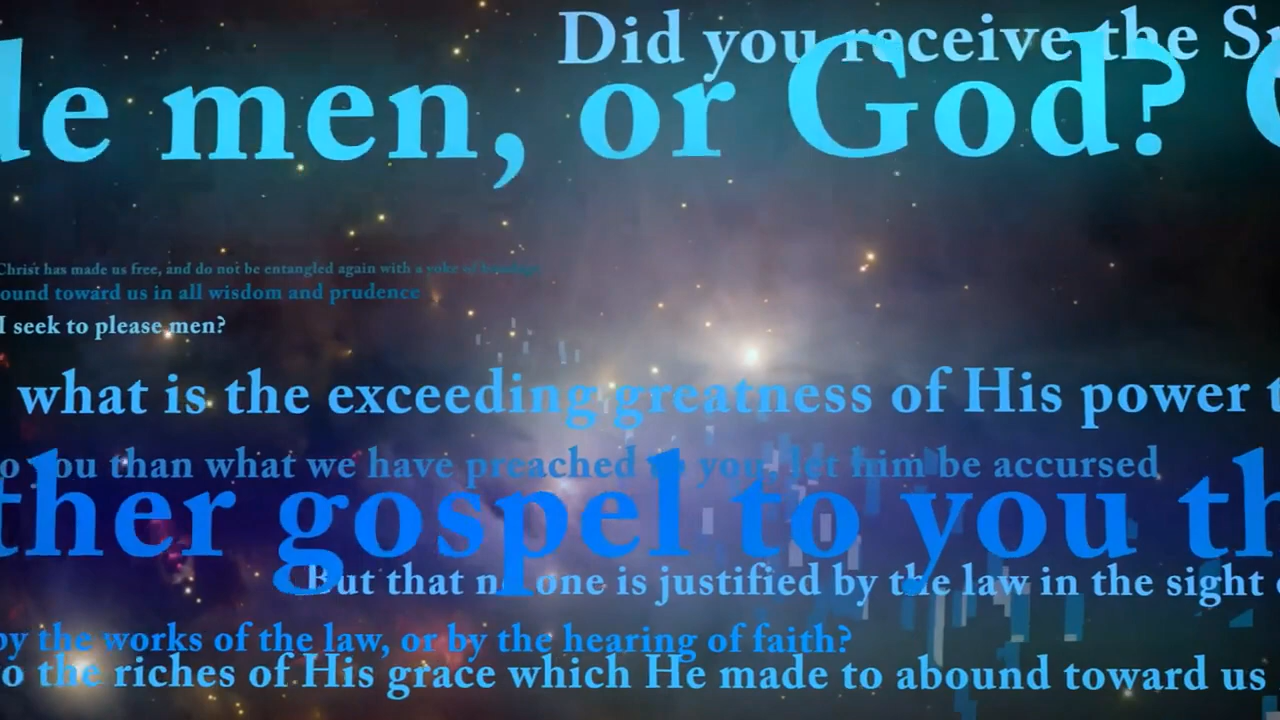 Did you receive the
men, or God?
Christ has made us free, and do not be entangled again with a yoke of bondage
ound toward us in all wisdom and prudence
I seek to please men?
what is the exceeding greatness of His power
you than what we have preached to you, let him be accursed
ther gospel to you th
But that no one is justified by the law in the sight
by the works of the law, or by the hearing of faith?
o the riches of His grace which He made to abound toward us